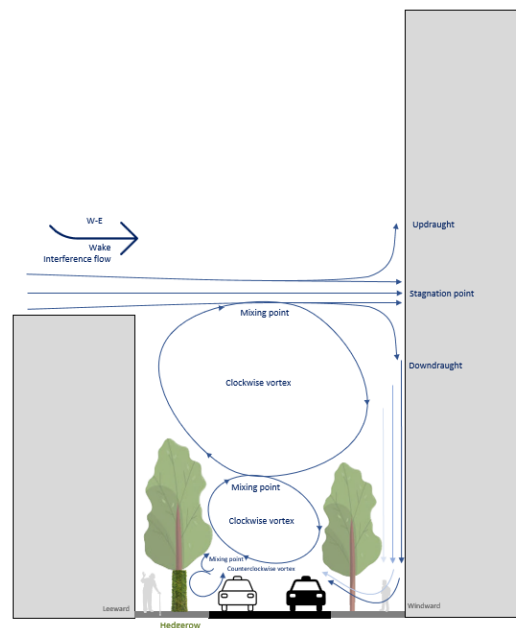 W-E
Wake
Interference flow
Updraught
Stagnation point
Mixing point
Downdraught
Clockwise vortex
Mixing point
Clockwise vortex
Mixing point
Counterclockwise vortex
Leeward
Windward
Hedgerow